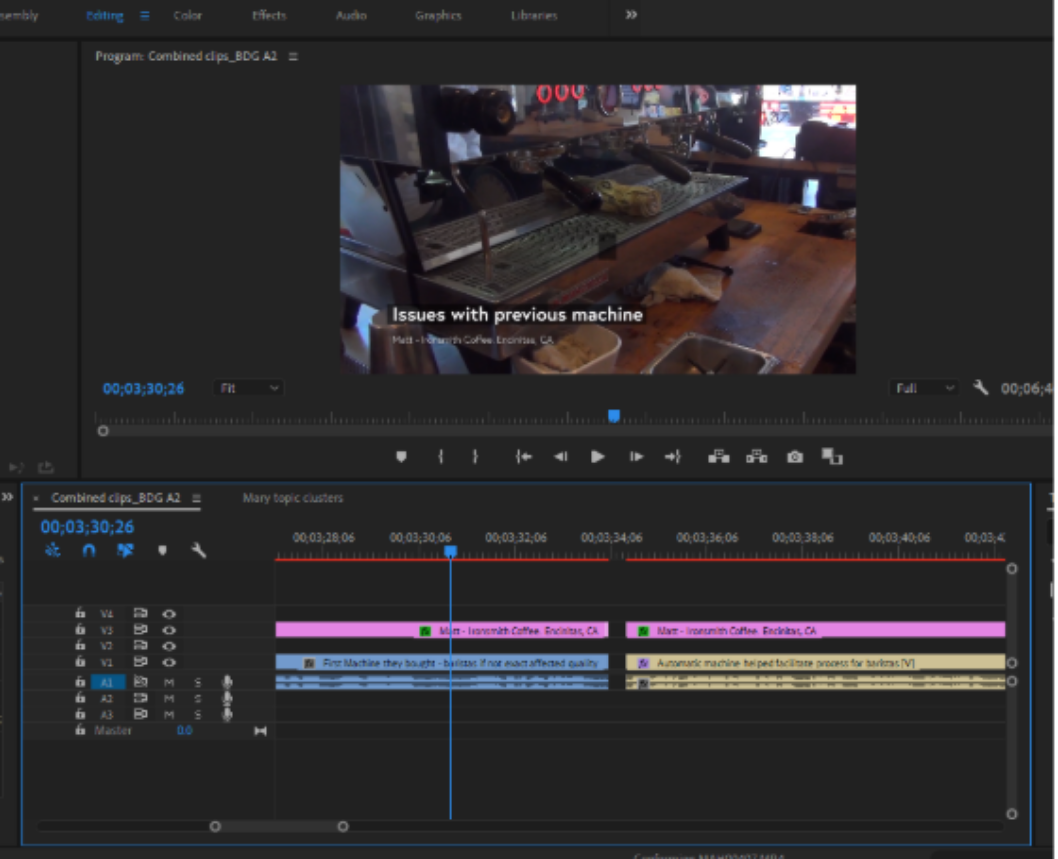 sembly Editing Color Effects Audio Graphics Libraries
Program: Combined clips_BDG A2
000
Issues with previous machine
Matt - Ironsmith Coffee, Encinitas, CA
00;03;30;26 Fit Full 00;06;4
Combined clips_BDG A2 Mary topic clusters
00;03;30;26
00;03;28;06 00;03;30;06 00;03;32;06 00;03;34;06 00;03;36;06 00;03;38;06 00;03;40;06 00;03;4
V4
V3 fx Matt - Ironsmith Coffee, Encinitas, CA fx Matt - Ironsmith Coffee, Encinitas, CA
V2
V1 fx First Machine they bought - baristas if not exact affected quality fx Automatic machine helped facilitate process for baristas [V]
A1 M S
A2 M S
A3 M S
Master 0.0